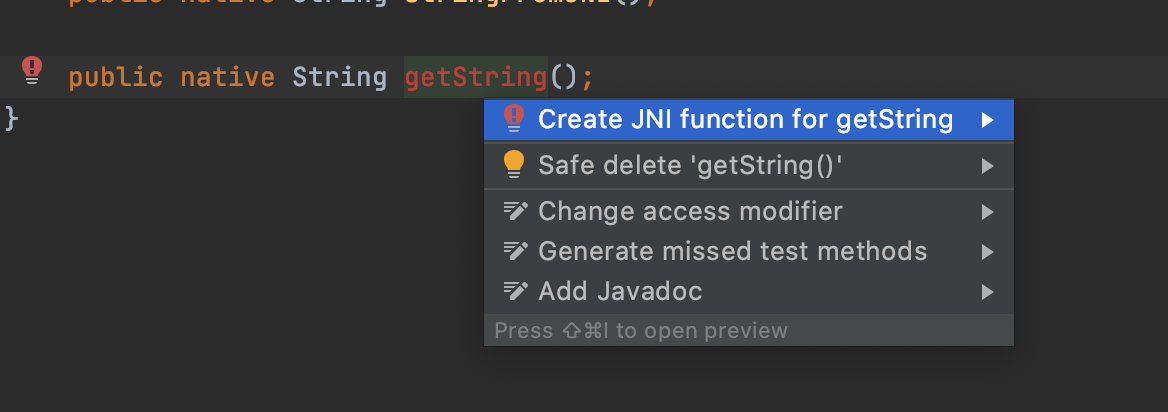 public native String stringFromJNI();
public native String getString();
}
Create JNI function for getString
Safe delete 'getString()'
Change access modifier
Generate missed test methods
Add Javadoc
Press ⇧⌘I to open preview